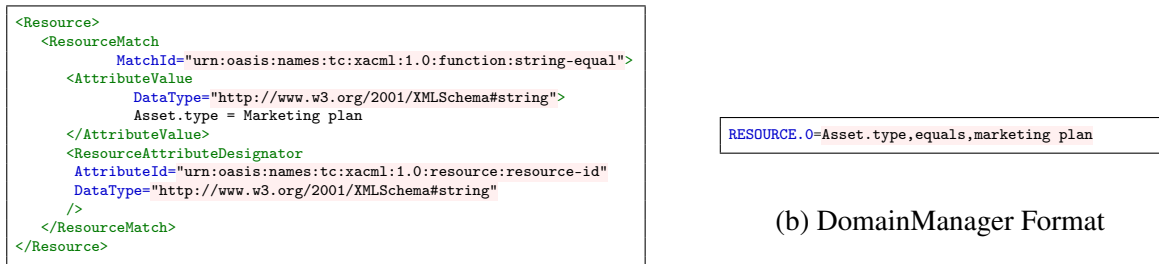 <Resource>
<ResourceMatch
MatchId="urn:oasis:names:tc:xacml:1.0:function:string-equal">
<AttributeValue
DataType="http://www.w3.org/2001/XMLSchema#string">
Asset.type = Marketing plan
</AttributeValue>
<ResourceAttributeDesignator
AttributeId="urn:oasis:names:tc:xacml:1.0:resource:resource-id"
DataType="http://www.w3.org/2001/XMLSchema#string"
/>
</ResourceMatch>
</Resource>
RESOURCE.0=Asset.type,equals,marketing plan
(b) DomainManager Format